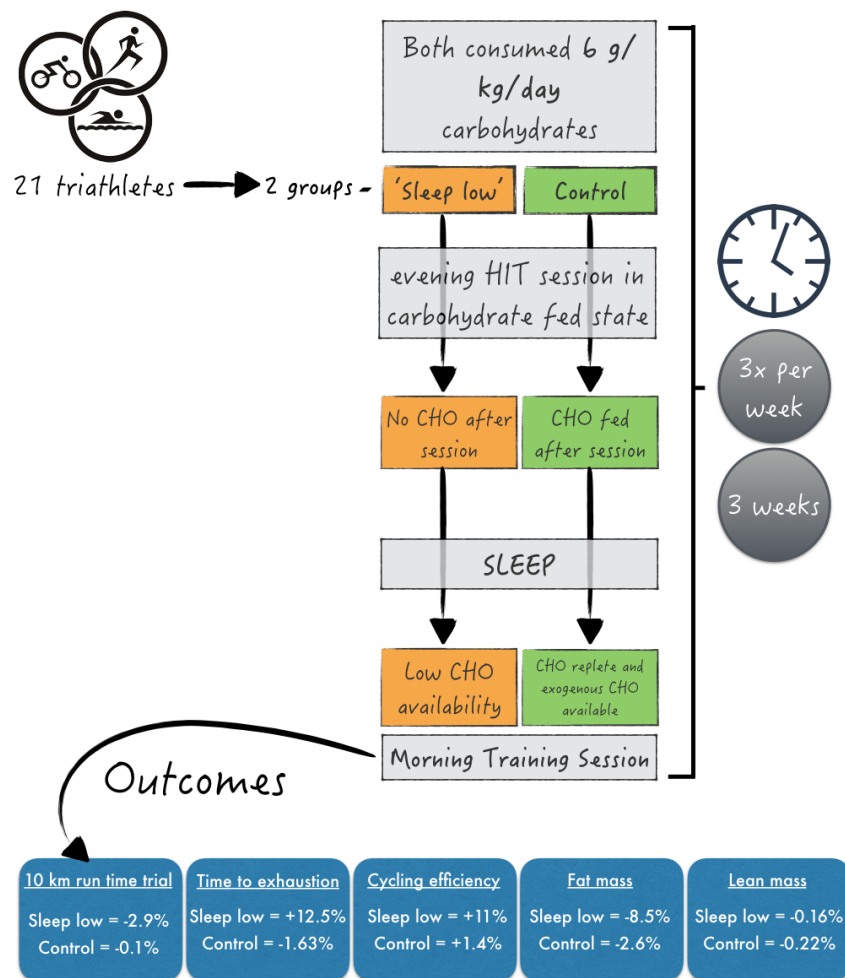 Both consumed 6 g/
kg/day
carbohydrates
21 triathletes
2 groups -
'Sleep low'
Control
evening HIT session in
carbohydrate fed state
3x per
week
No CHO after
session
CHO fed
after session
3 weeks
SLEEP
Low CHO
availability
CHO replete and
exogenous CHO
available
Morning Training Session
Outcomes
10 km run time trial
Sleep low = -2.9%
Control = -0.1%
Time to exhaustion
Sleep low = +12.5%
Control = -1.63%
Cycling efficiency
Sleep low = +11%
Control = +1.4%
Fat mass
Sleep low = -8.5%
Control = -2.6%
Lean mass
Sleep low = -0.16%
Control = -0.22%